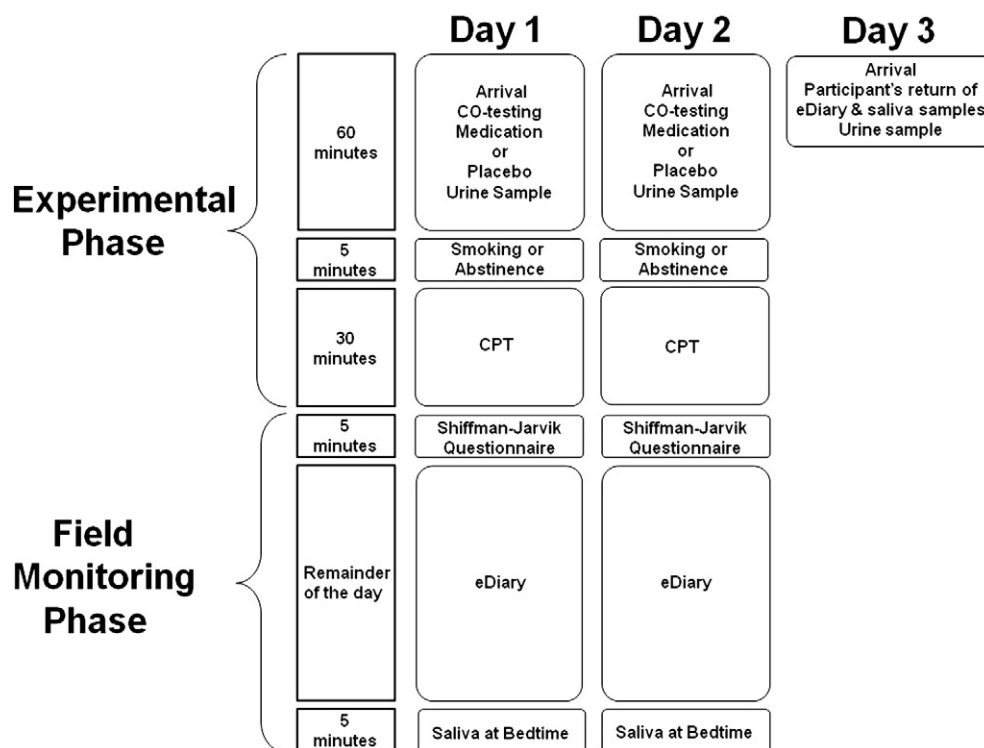 Day 1
Day 2
Day 3
Experimental
Phase
60
minutes
Arrival
CO-testing
Medication
or
Placebo
Urine Sample
Arrival
CO-testing
Medication
or
Placebo
Urine Sample
Arrival
Participant's return of
eDiary & saliva samples
Urine sample
5
minutes
Smoking or
Abstinence
Smoking or
Abstinence
30
minutes
CPT
CPT
Field
Monitoring
Phase
5
minutes
Shiffman-Jarvik
Questionnaire
Shiffman-Jarvik
Questionnaire
Remainder
of the day
eDiary
eDiary
5
minutes
Saliva at Bedtime
Saliva at Bedtime